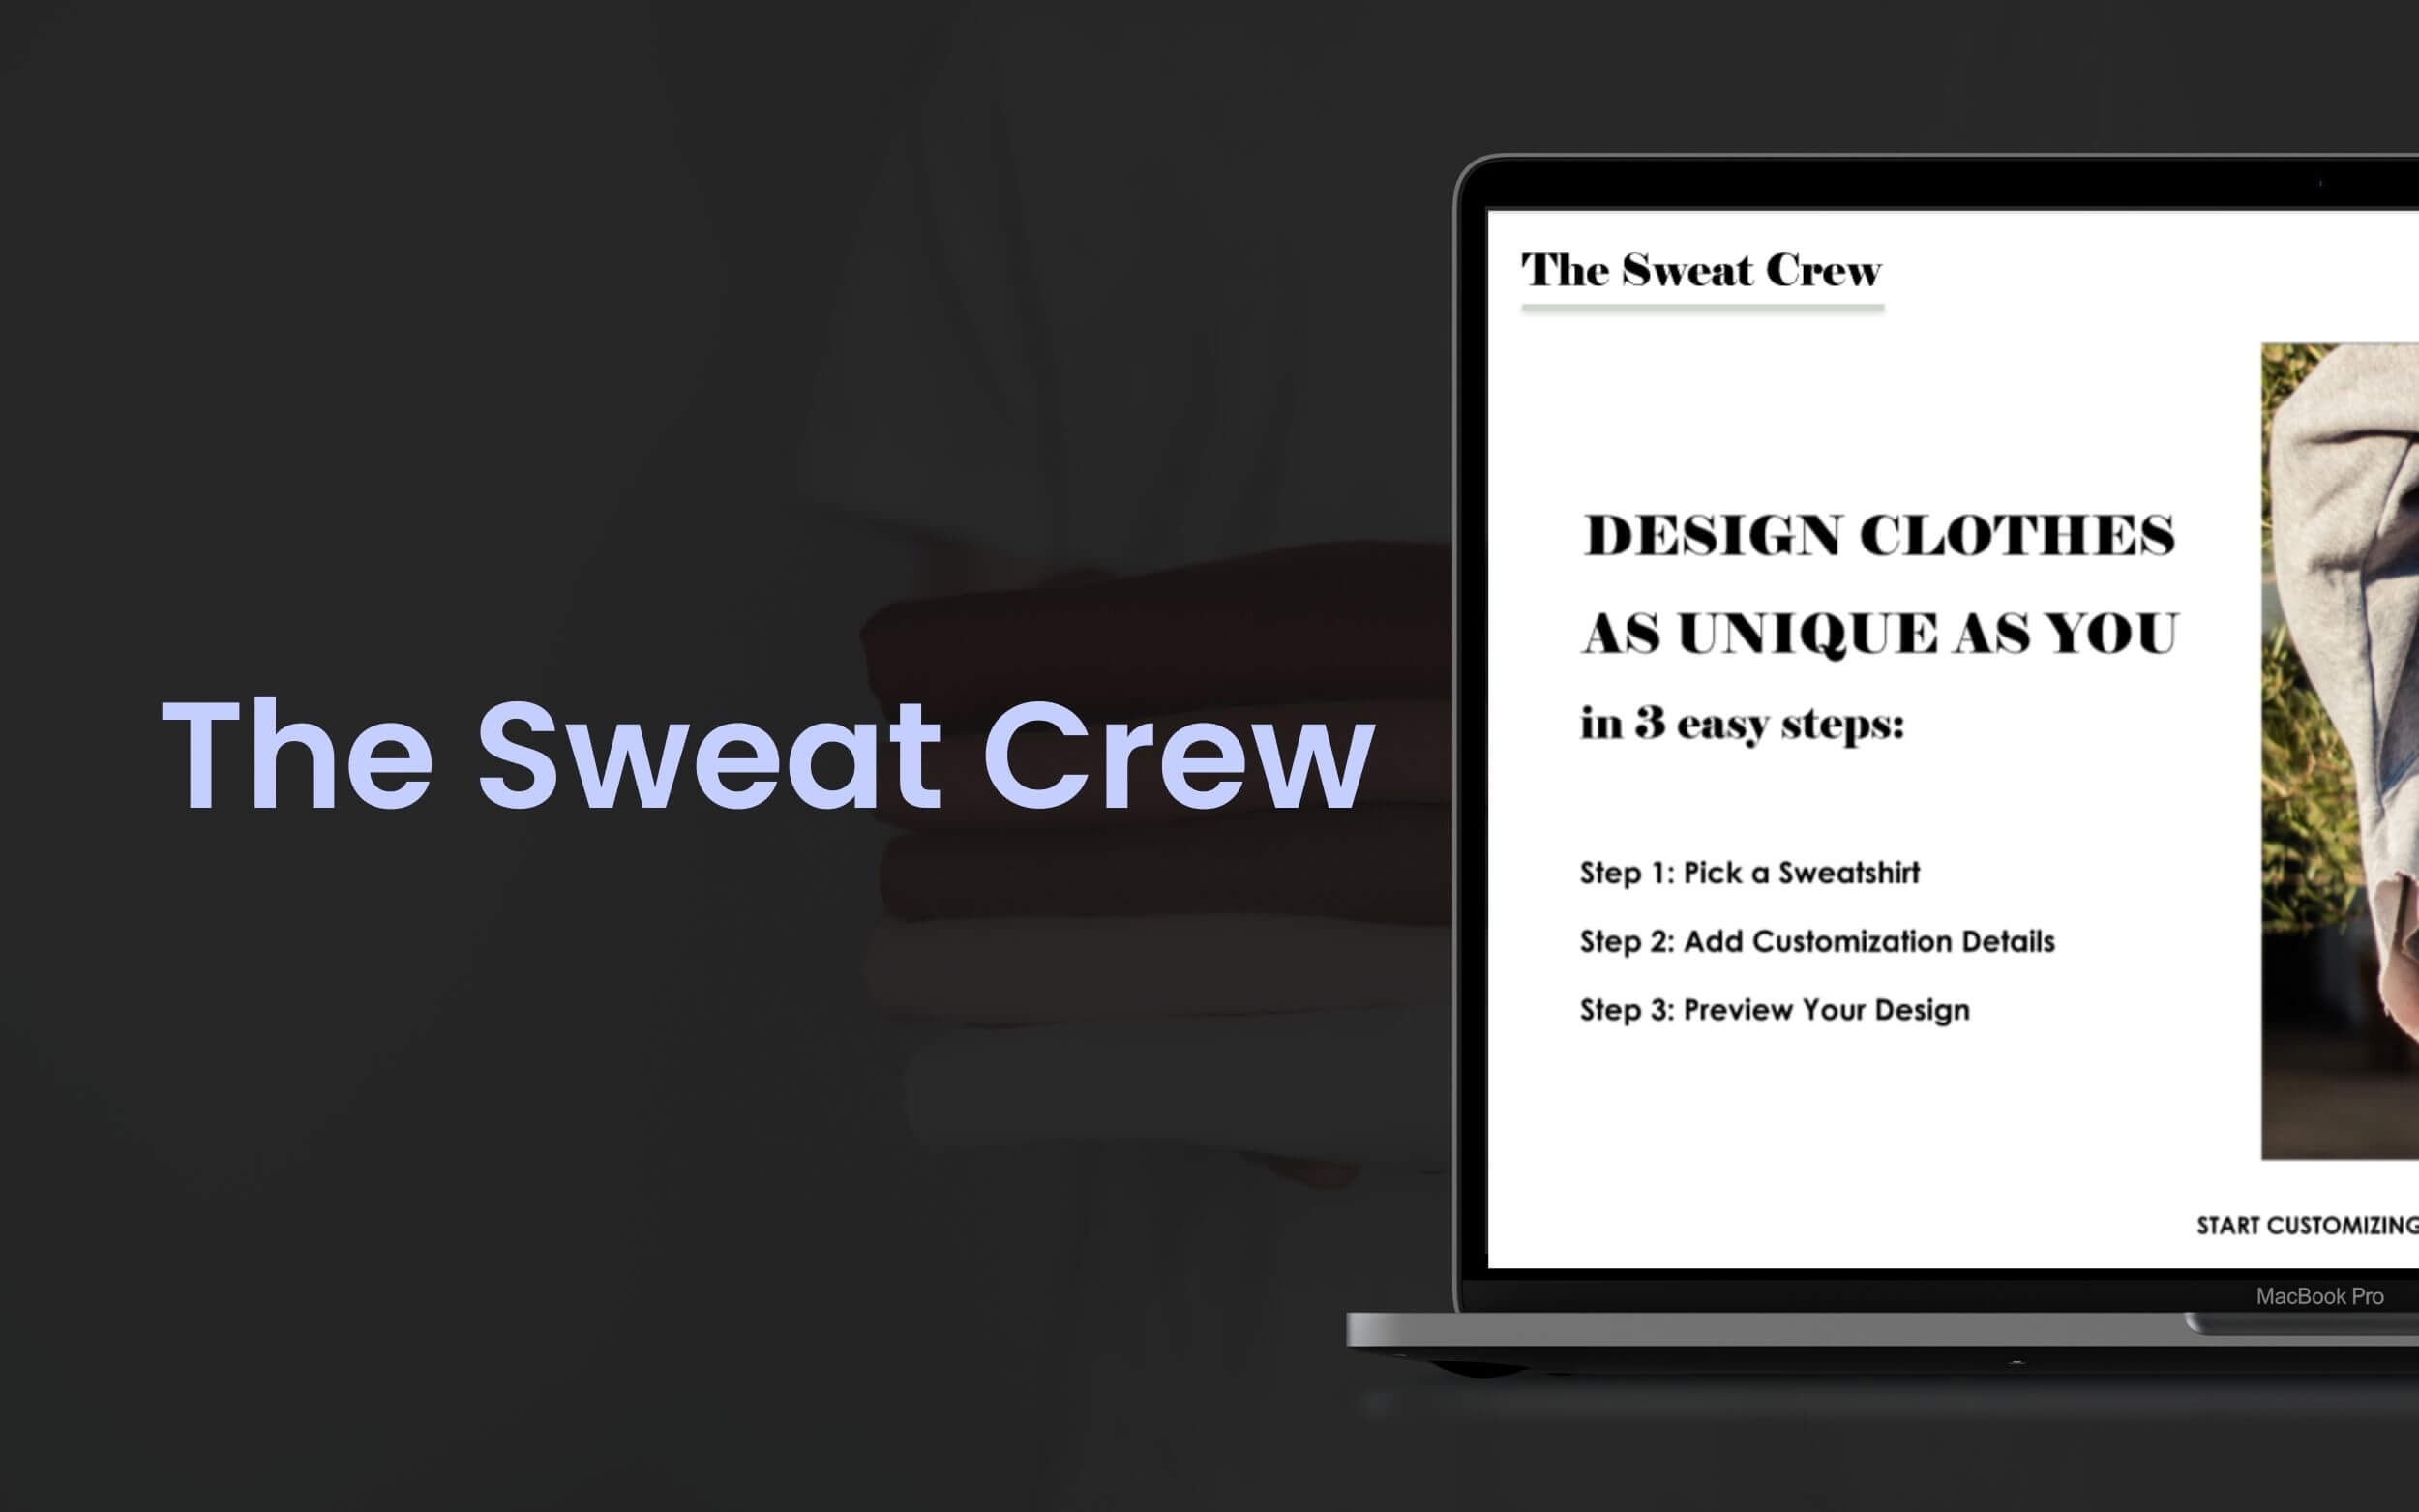 The Sweat Crew
The Sweat Crew
DESIGN CLOTHES
AS UNIQUE AS YOU
in 3 easy steps:
Step 1: Pick a Sweatshirt
Step 2: Add Customization Details
Step 3: Preview Your Design
START CUSTOMIZING
MacBook Pro